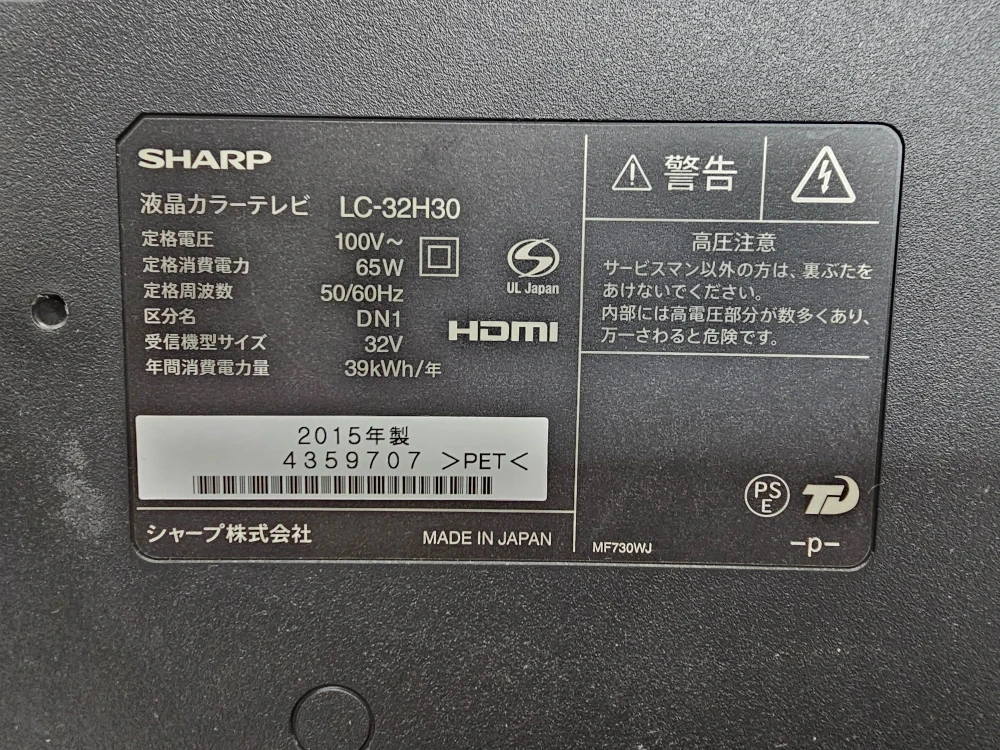 SHARP
液晶カラーテレビ LC-32H30
定格電圧 100V～
定格消費電力 65W
定格周波数 50/60Hz
区分名 DN1
受信機型サイズ 32V
年間消費電力量 39kWh/年
UL Japan
HDMI
2015年製
4359707 >PET<
シャープ株式会社 MADE IN JAPAN
警告
高圧注意
サービスマン以外の方は、裏ぶたを
あけないでください。
内部には高電圧部分が数多くあり、
万一さわると危険です。
PS
E
MF730WJ
-p-